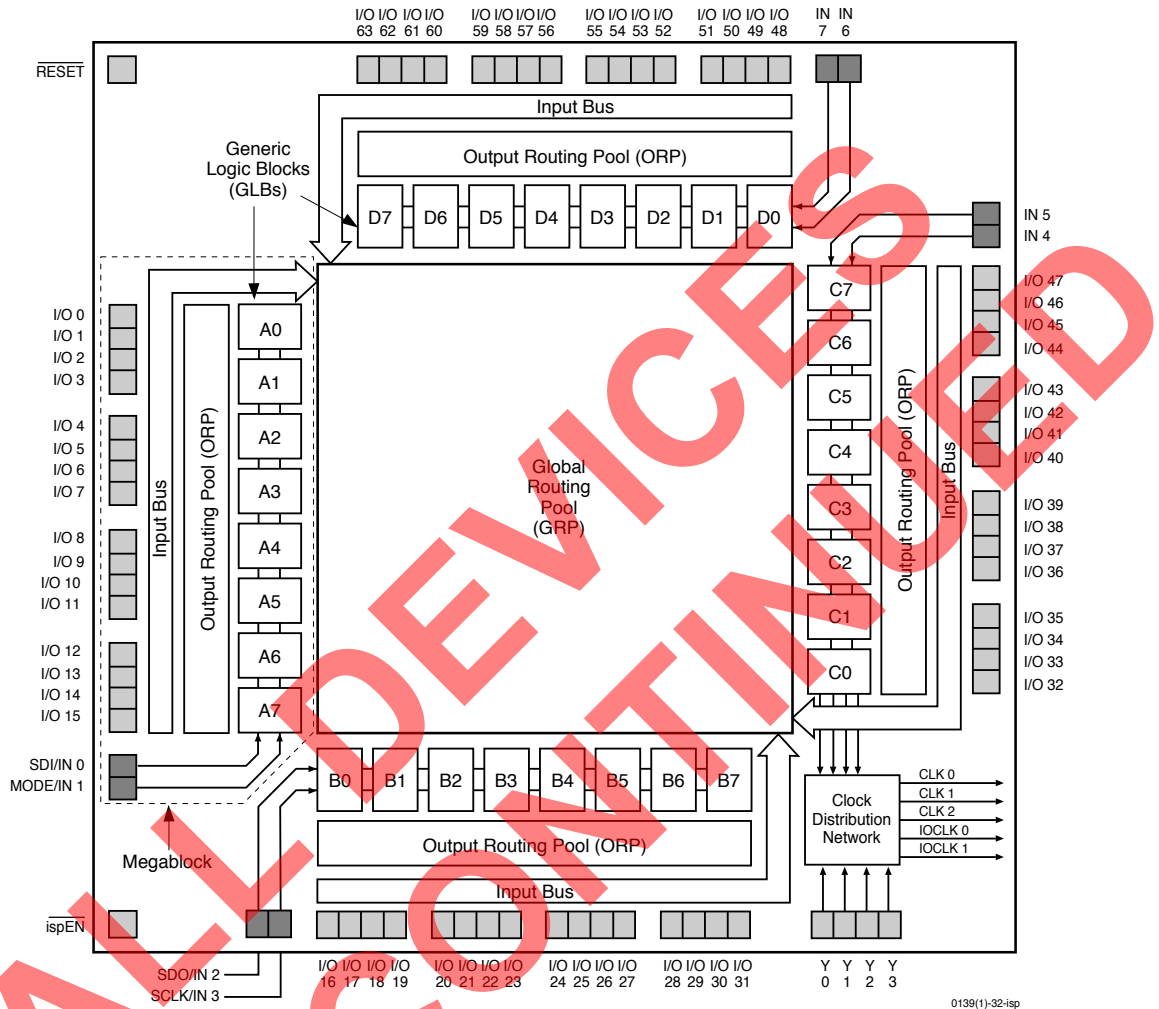 I/O I/O I/O I/O
63 62 61 60
I/O I/O I/O I/O
59 58 57 56
I/O I/O I/O I/O
55 54 53 52
I/O I/O I/O I/O
51 50 49 48
IN IN
7 6
RESET
Input Bus
Output Routing Pool (ORP)
Generic
Logic Blocks
(GLBs)
D7 D6 D5 D4 D3 D2 D1 D0
IN 5
IN 4
I/O 0
I/O 1
I/O 2
I/O 3
I/O 4
I/O 5
I/O 6
I/O 7
I/O 8
I/O 9
I/O 10
I/O 11
I/O 12
I/O 13
I/O 14
I/O 15
SDI/IN 0
MODE/IN 1
Input Bus
Output Routing Pool (ORP)
A0
A1
A2
A3
A4
A5
A6
A7
Global
Routing
Pool
(GRP)
C7
C6
C5
C4
C3
C2
C1
C0
Output Routing Pool (ORP)
Input Bus
I/O 47
I/O 46
I/O 45
I/O 44
I/O 43
I/O 42
I/O 41
I/O 40
I/O 39
I/O 38
I/O 37
I/O 36
I/O 35
I/O 34
I/O 33
I/O 32
B0 B1 B2 B3 B4 B5 B6 B7
Output Routing Pool (ORP)
Input Bus
Clock
Distribution
Network
CLK 0
CLK 1
CLK 2
IOCLK 0
IOCLK 1
Megablock
ispEN
SDO/IN 2
SCLK/IN 3
I/O I/O I/O I/O
16 17 18 19
I/O I/O I/O I/O
20 21 22 23
I/O I/O I/O I/O
24 25 26 27
I/O I/O I/O I/O
28 29 30 31
Y Y Y Y
0 1 2 3
0139(1)-32-isp
ALL DEVICES
CONTINUED